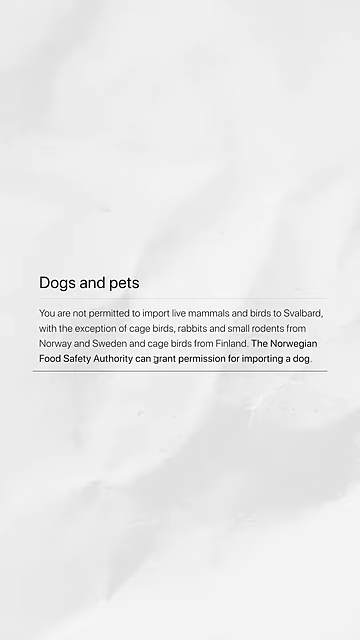 Dogs and pets
You are not permitted to import live mammals and birds to Svalbard,
with the exception of cage birds, rabbits and small rodents from
Norway and Sweden and cage birds from Finland. The Norwegian
Food Safety Authority can grant permission for importing a dog.